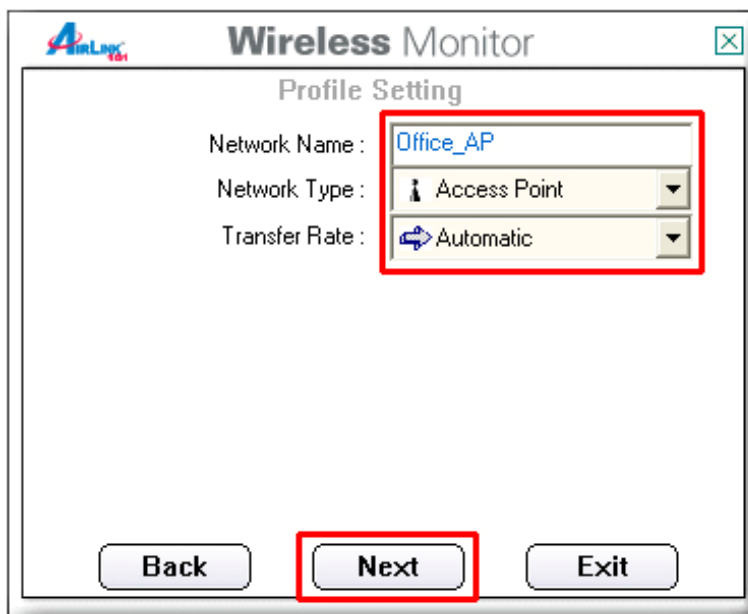 AirLink 101 Wireless Monitor
Profile Setting
Network Name : Office_AP
Network Type : Access Point
Transfer Rate : Automatic
Back Next Exit